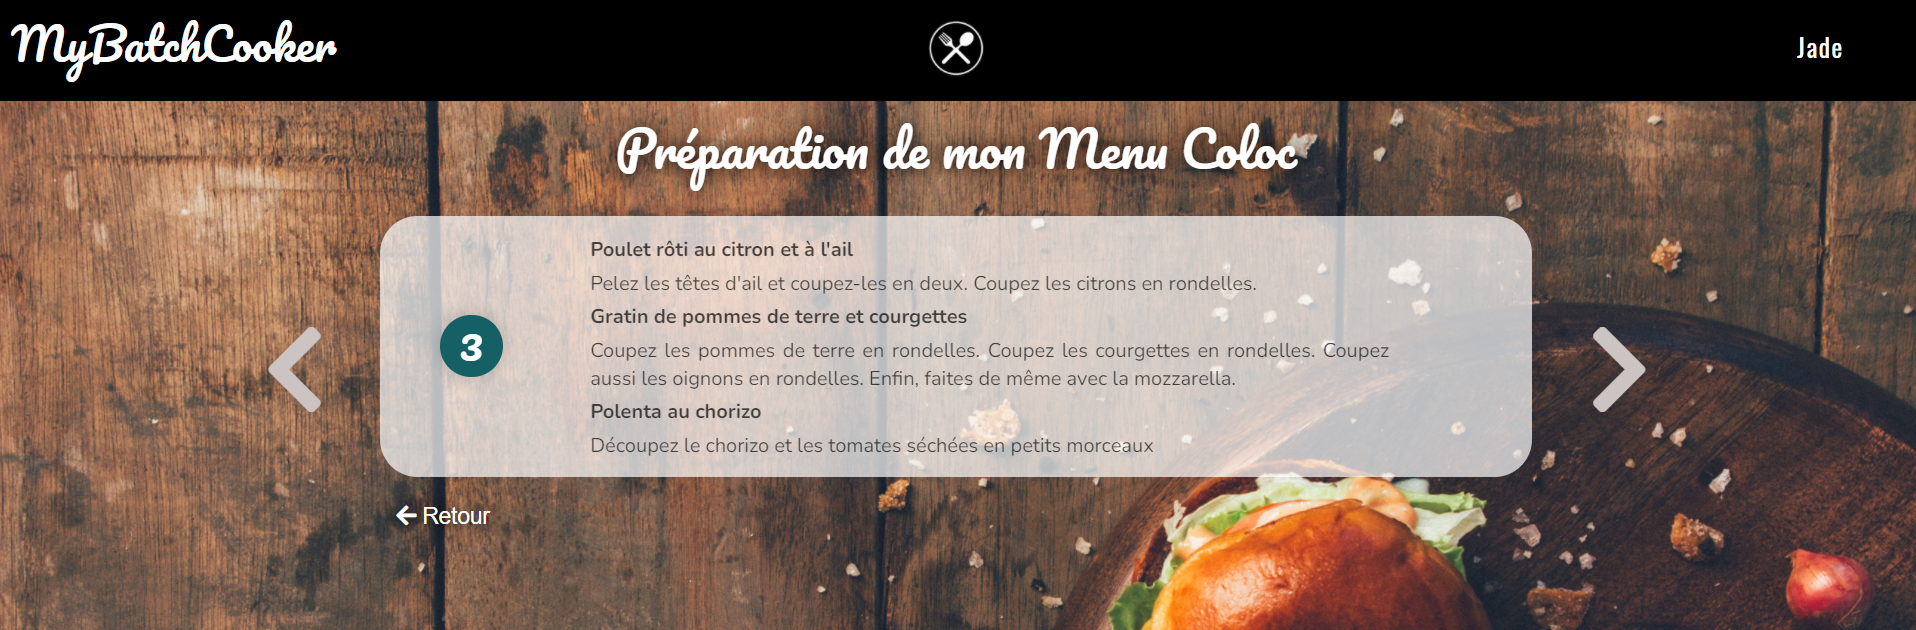 MyBatchCooker
Jade
Préparation de mon Menu Coloc
Poulet rôti au citron et à l'ail
Pelez les têtes d'ail et coupez-les en deux. Coupez les citrons en rondelles.
Gratin de pommes de terre et courgettes
3
Coupez les pommes de terre en rondelles. Coupez les courgettes en rondelles. Coupez
aussi les oignons en rondelles. Enfin, faites de même avec la mozzarella.
Polenta au chorizo
Découpez le chorizo et les tomates séchées en petits morceaux
Retour